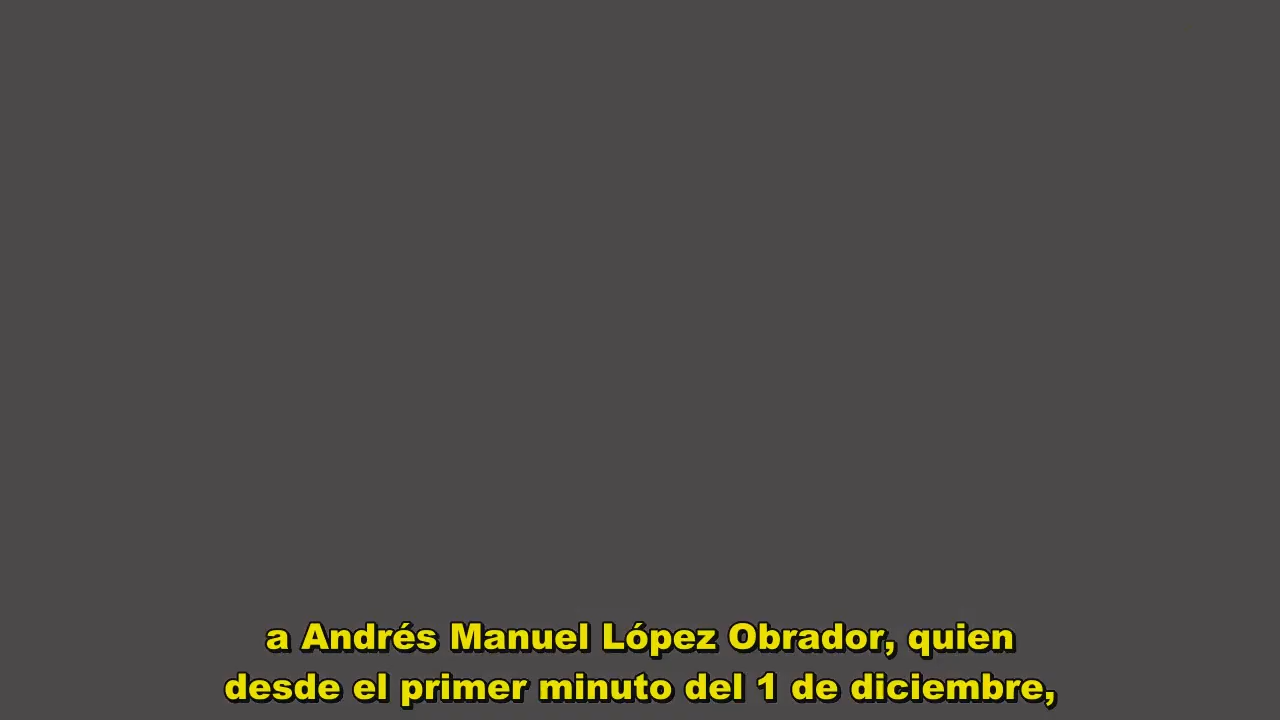 a Andrés Manuel López Obrador, quien
desde el primer minuto del 1 de diciembre,